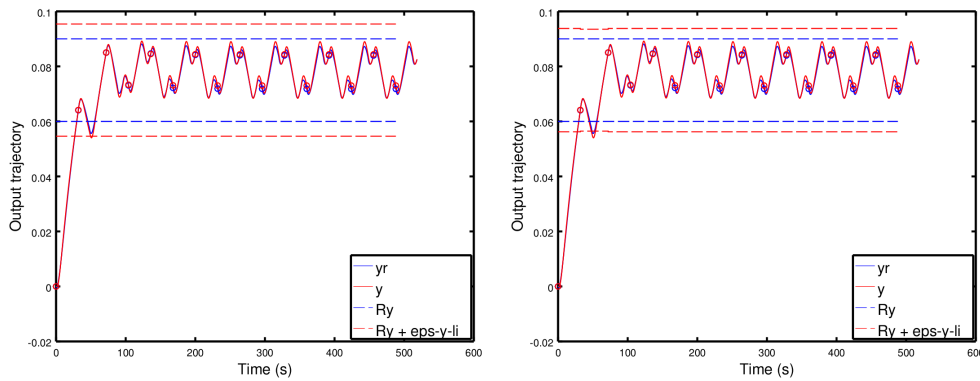 0.1
0.08
0.06
0.04
0.02
0
-0.02
Output trajectory
0 100 200 300 400 500 600
Time (s)
yr
y
Ry
Ry + eps-y-li
0.1
0.08
0.06
0.04
0.02
0
-0.02
Output trajectory
0 100 200 300 400 500 600
Time (s)
yr
y
Ry
Ry + eps-y-li